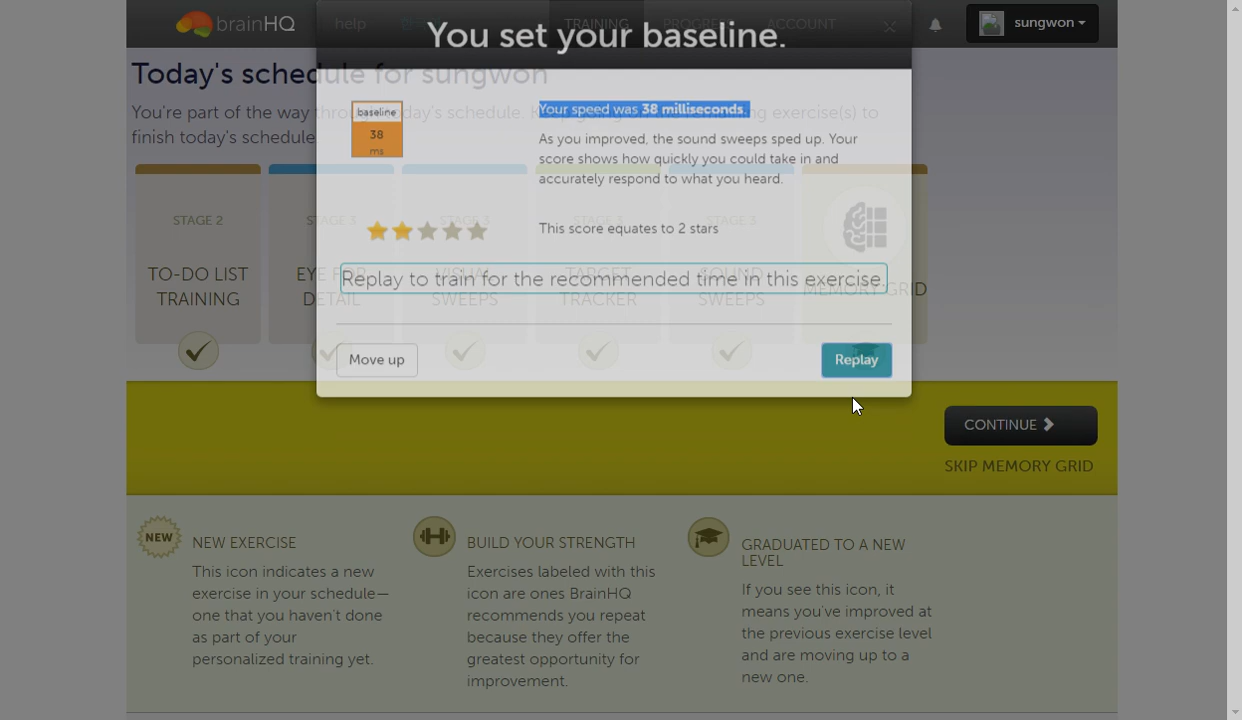 brainHQ
help
TRAINING
PROGRESS
ACCOUNT
sungwon
You set your baseline.
Today's schedule for sungwon
You're part of the way through today's schedule. Keep going on the remaining exercise(s) to
finish today's schedule.
baseline
38
ms
Your speed was 38 milliseconds.
As you improved, the sound sweeps sped up. Your
score shows how quickly you could take in and
accurately respond to what you heard.
This score equates to 2 stars
Replay to train for the recommended time in this exercise.
Move up
Replay
STAGE 2
TO-DO LIST
TRAINING
STAGE 3
EYE FOR
DETAIL
STAGE 3
VISUAL
SWEEPS
STAGE 3
TARGET
TRACKER
STAGE 3
SOUND
SWEEPS
MEMORY GRID
CONTINUE
SKIP MEMORY GRID
NEW
NEW EXERCISE
This icon indicates a new
exercise in your schedule—
one that you haven't done
as part of your
personalized training yet.
BUILD YOUR STRENGTH
Exercises labeled with this
icon are ones BrainHQ
recommends you repeat
because they offer the
greatest opportunity for
improvement.
GRADUATED TO A NEW
LEVEL
If you see this icon, it
means you've improved at
the previous exercise level
and are moving up to a
new one.